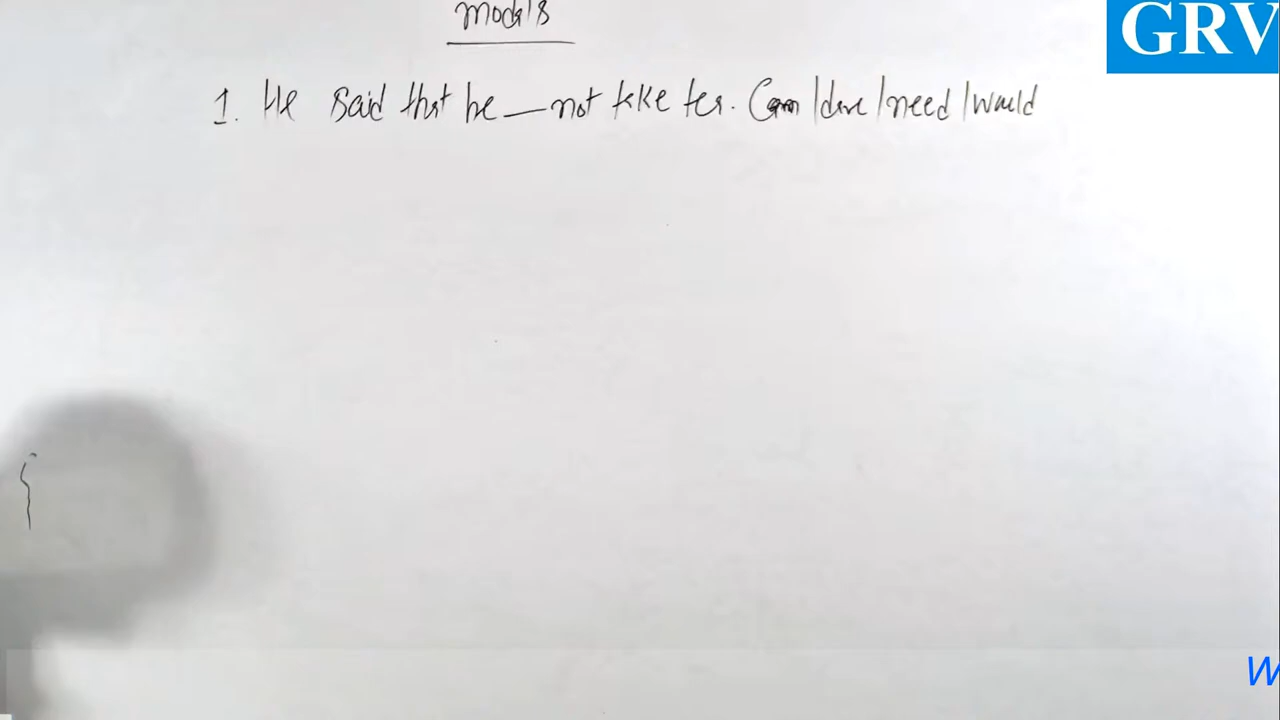 Modals
GRV
1. He said that he — not take tea. Can / dare / need / would
W